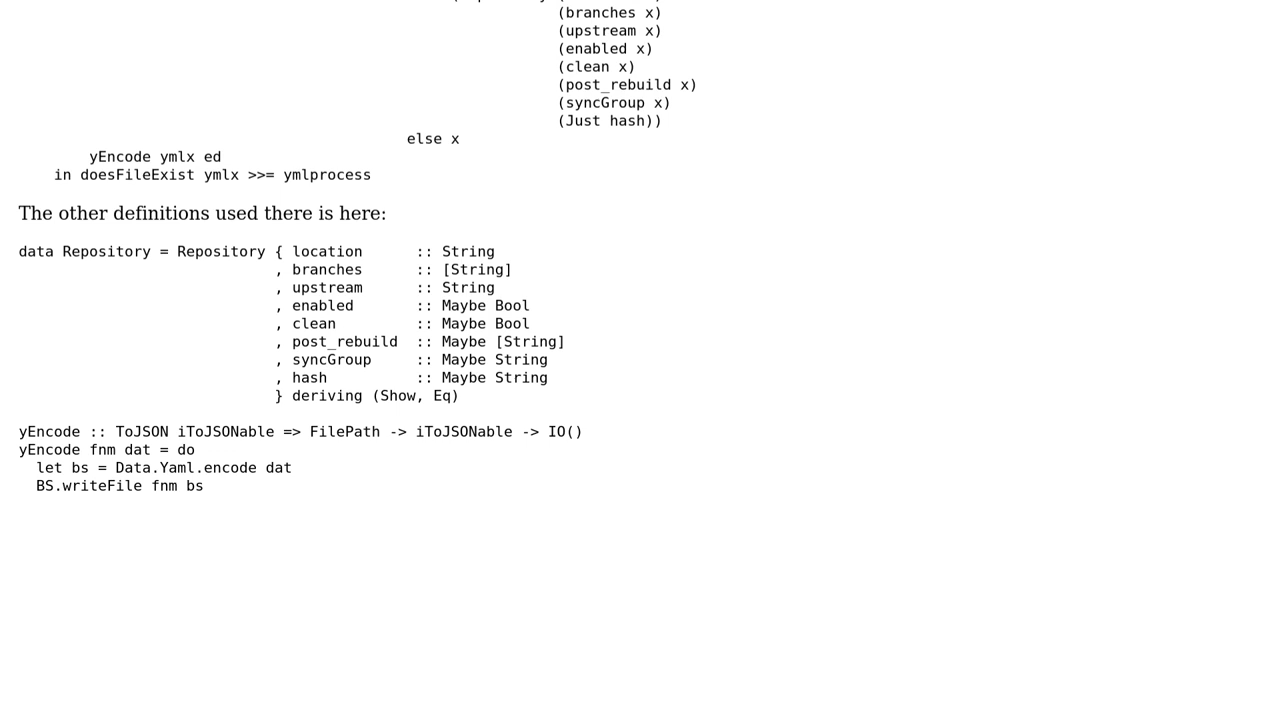 (branches x)
(upstream x)
(enabled x)
(clean x)
(post_rebuild x)
(syncGroup x)
(Just hash))
else x
yEncode ymlx ed
in doesFileExist ymlx >>= ymlprocess
The other definitions used there is here:
data Repository = Repository { location      :: String
, branches      :: [String]
, upstream      :: String
, enabled       :: Maybe Bool
, clean         :: Maybe Bool
, post_rebuild  :: Maybe [String]
, syncGroup     :: Maybe String
, hash          :: Maybe String
} deriving (Show, Eq)
yEncode :: ToJSON iToJSONable => FilePath -> iToJSONable -> IO()
yEncode fnm dat = do
let bs = Data.Yaml.encode dat
BS.writeFile fnm bs